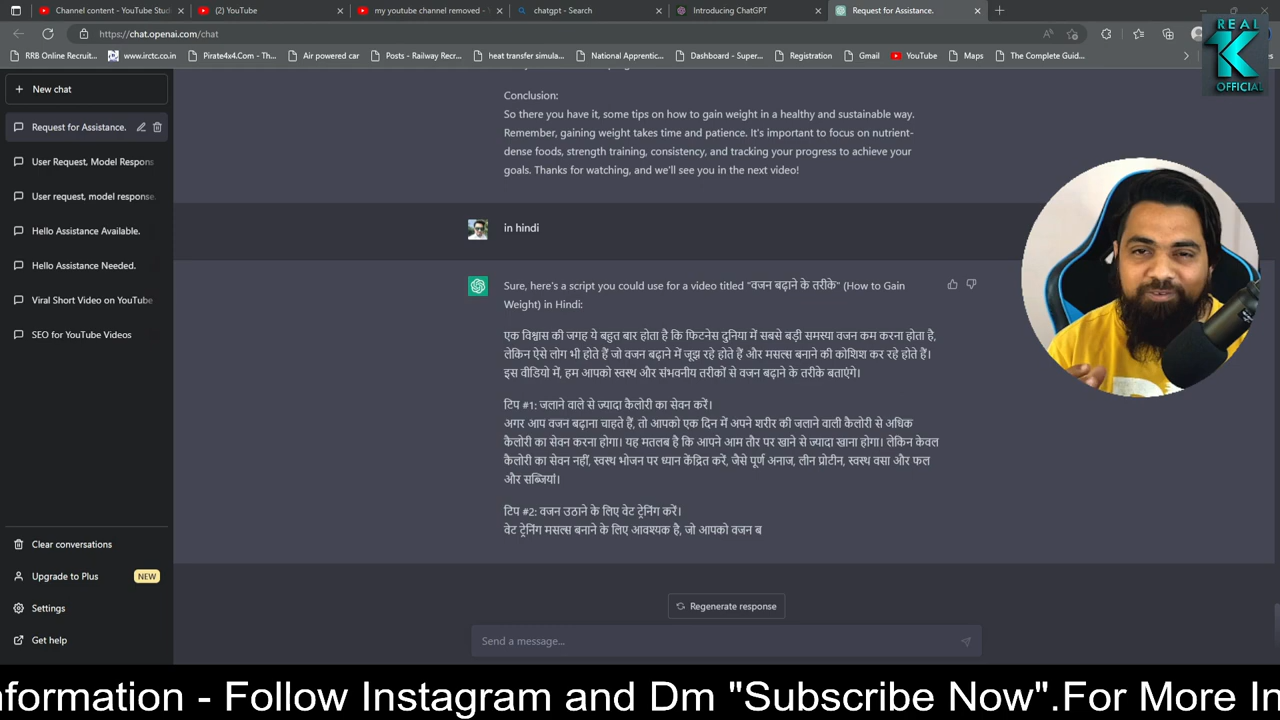 Channel content - YouTube Stud
(2) YouTube
my youtube channel removed -
chatgpt - Search
Introducing ChatGPT
Request for Assistance.
https://chat.openai.com/chat
RRB Online Recruit...
www.irctc.co.in
Pirate4x4.Com - Th...
Air powered car
Posts - Railway Recr...
heat transfer simula...
National Apprentic...
Dashboard - Super...
Registration
Gmail
YouTube
Maps
The Complete Guid...
REAL
K
OFFICIAL
New chat
Request for Assistance.
User Request, Model Respons
User request, model response.
Hello Assistance Available.
Hello Assistance Needed.
Viral Short Video on YouTube
SEO for YouTube Videos
Clear conversations
Upgrade to Plus NEW
Settings
Get help
Conclusion:
So there you have it, some tips on how to gain weight in a healthy and sustainable way.
Remember, gaining weight takes time and patience. It's important to focus on nutrient-
dense foods, strength training, consistency, and tracking your progress to achieve your
goals. Thanks for watching, and we'll see you in the next video!
in hindi
Sure, here's a script you could use for a video titled "वजन बढ़ाने के तरीके" (How to Gain
Weight) in Hindi:
एक विश्वास की जगह ये बहुत बार होता है कि फिटनेस दुनिया में सबसे बड़ी समस्या वजन कम करना होता है,
लेकिन ऐसे लोग भी होते हैं जो वजन बढ़ाने में जूझ रहे होते हैं और मसल्स बनाने की कोशिश कर रहे होते हैं।
इस वीडियो में, हम आपको स्वस्थ और संभवनीय तरीकों से वजन बढ़ाने के तरीके बताएंगे।
टिप #1: जलाने वाले से ज्यादा कैलोरी का सेवन करें।
अगर आप वजन बढ़ाना चाहते हैं, तो आपको एक दिन में अपने शरीर की जलाने वाली कैलोरी से अधिक
कैलोरी का सेवन करना होगा। यह मतलब है कि आपने आम तौर पर खाने से ज्यादा खाना होगा। लेकिन केवल
कैलोरी का सेवन नहीं, स्वस्थ भोजन पर ध्यान केंद्रित करें, जैसे पूर्ण अनाज, लीन प्रोटीन, स्वस्थ वसा और फल
और सब्जियां।
टिप #2: वजन उठाने के लिए वेट ट्रेनिंग करें।
वेट ट्रेनिंग मसल्स बनाने के लिए आवश्यक है, जो आपको वजन ब
Regenerate response
Send a message...
nformation - Follow Instagram and Dm "Subscribe Now".For More In